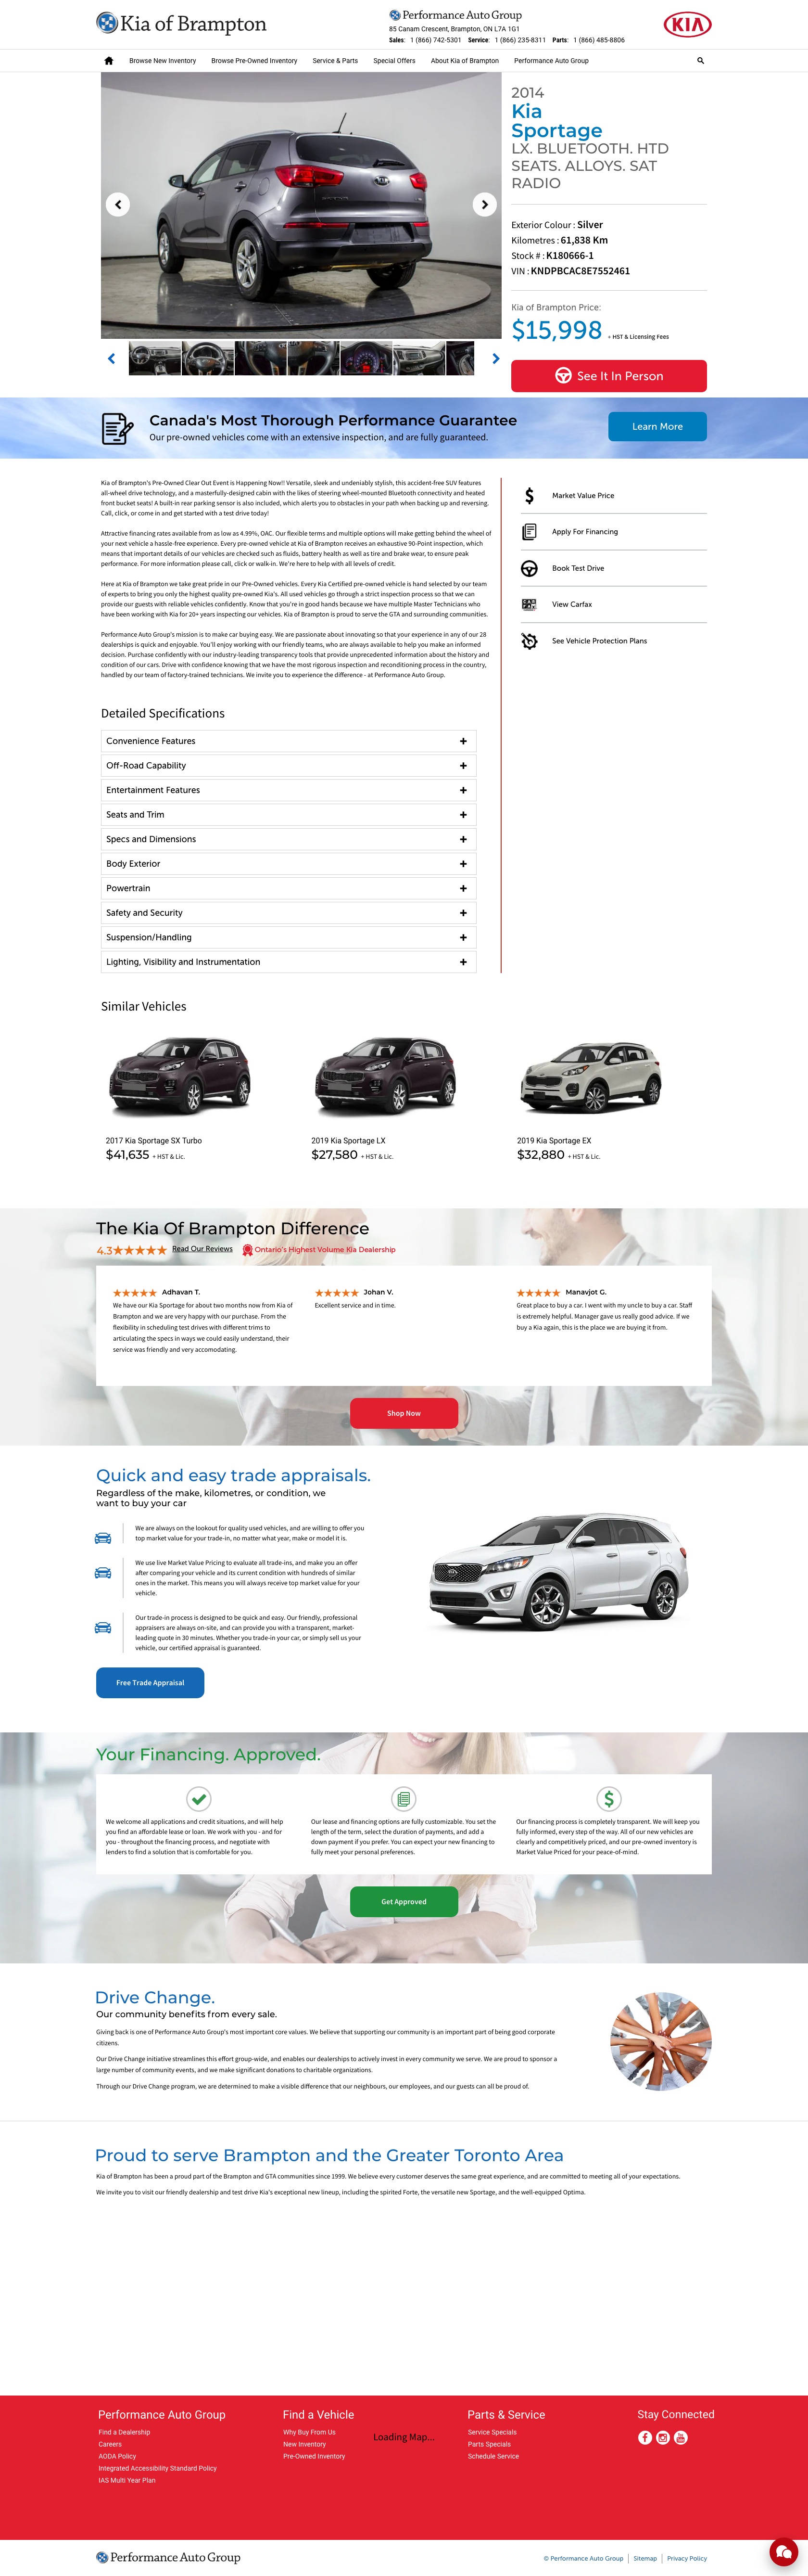 Kia of Brampton
Performance Auto Group
85 Canam Crescent, Brampton, ON L7A 1G1
Sales: 1 (866) 742-5301 Service: 1 (866) 235-8311 Parts: 1 (866) 485-8806
KIA
Browse New Inventory Browse Pre-Owned Inventory Service & Parts Special Offers About Kia of Brampton Performance Auto Group
2014
Kia
Sportage
LX. BLUETOOTH. HTD
SEATS. ALLOYS. SAT
RADIO
Exterior Colour : Silver
Kilometres : 61,838 Km
Stock # : K180666-1
VIN : KNDPBCAC8E7552461
Kia of Brampton Price:
$15,998 + HST & Licensing Fees
See It In Person
Canada's Most Thorough Performance Guarantee
Our pre-owned vehicles come with an extensive inspection, and are fully guaranteed.
Learn More
Kia of Brampton's Pre-Owned Clear Out Event is Happening Now!! Versatile, sleek and undeniably stylish, this accident-free SUV features
all-wheel drive technology, and a masterfully-designed cabin with the likes of steering wheel-mounted Bluetooth connectivity and heated
front bucket seats! A built-in rear parking sensor is also included, which alerts you to obstacles in your path when backing up and reversing.
Call, click, or come in today and get started with a test drive today!
Attractive financing rates available from as low as 4.99%, OAC. Our flexible terms and multiple options will make getting behind the wheel of
your next vehicle a hassle-free experience. Every pre-owned vehicle at Kia of Brampton receives an exhaustive 90-Point inspection, which
means that important details of our vehicles are checked such as fluids, battery health as well as tire and brake wear, to ensure peak
performance. For more information please call, click or walk-in. We're here to help with all levels of credit.
Here at Kia of Brampton we take great pride in our Pre-Owned vehicles. Every Kia Certified pre-owned vehicle is hand selected by our team
of experts to bring you only the highest quality pre-owned Kia's. All used vehicles go through a strict inspection process so that we can
provide our guests with reliable vehicles confidently. Know that you're in good hands because we have multiple Master Technicians who
have been working with Kia for 20+ years inspecting our vehicles. Kia of Brampton is proud to serve the GTA and surrounding communities.
Performance Auto Group's mission is to make car buying easy. We are passionate about innovating so that your experience in any of our 28
dealerships is quick and enjoyable. You'll enjoy working with our friendly teams, who are always available to help you make an informed
decision. Purchase confidently with our industry-leading transparency tools that provide unprecedented information about the history and
condition of our cars. Drive with confidence knowing that we have the most rigorous inspection and reconditioning process in the country,
handled by our team of factory-trained technicians. We invite you to experience the difference - at Performance Auto Group.
Market Value Price
Apply For Financing
Book Test Drive
View Carfax
See Vehicle Protection Plans
Detailed Specifications
Convenience Features
Off-Road Capability
Entertainment Features
Seats and Trim
Specs and Dimensions
Body Exterior
Powertrain
Safety and Security
Suspension/Handling
Lighting, Visibility and Instrumentation
Similar Vehicles
2017 Kia Sportage SX Turbo
$41,635 + HST & Lic.
2019 Kia Sportage LX
$27,580 + HST & Lic.
2019 Kia Sportage EX
$32,880 + HST & Lic.
The Kia Of Brampton Difference
4.3 Read Our Reviews Ontario's Highest Volume Kia Dealership
Adhavan T.
We have our Kia Sportage for about two months now from Kia of
Brampton and we are very happy with our purchase. From the
flexibility in scheduling test drives with different trims to
articulating the specs in ways we could easily understand, their
service was friendly and very accomodating.
Johan V.
Excellent service and in time.
Manavjot G.
Great place to buy a car. I went with my uncle to buy a car. Staff
is extremely helpful. Manager gave us really good advice. If we
buy a Kia again, this is the place we are buying it from.
Shop Now
Quick and easy trade appraisals.
Regardless of the make, kilometres, or condition, we
want to buy your car
We are always on the lookout for quality used vehicles, and are willing to offer you
top market value for your trade-in, no matter what year, make or model it is.
We use live Market Value Pricing to evaluate all trade-ins, and make you an offer
after comparing your vehicle and its current condition with hundreds of similar
ones in the market. This means you will always receive top market value for your
vehicle.
Our trade-in process is designed to be quick and easy. Our friendly, professional
appraisers are always on-site, and can provide you with a transparent, market-
leading quote in 30 minutes. Whether you trade-in your car, or simply sell us your
vehicle, our certified appraisal is guaranteed.
Free Trade Appraisal
Your Financing. Approved.
We welcome all applications and credit situations, and will help
you find an affordable lease or loan. We work with you - and for
you - throughout the financing process, and negotiate with
lenders to find a solution that is comfortable for you.
Our lease and financing options are fully customizable. You set the
length of the term, select the duration of payments, and add a
down payment if you prefer. You can expect your new financing to
fully meet your personal preferences.
Our financing process is completely transparent. We will keep you
fully informed, every step of the way. All of our new vehicles are
clearly and competitively priced, and our pre-owned inventory is
Market Value Priced for your peace-of-mind.
Get Approved
Drive Change.
Our community benefits from every sale.
Giving back is one of Performance Auto Group's most important core values. We believe that supporting our community is an important part of being good corporate
citizens.
Our Drive Change initiative streamlines this effort group-wide, and enables our dealerships to actively invest in every community we serve. We are proud to sponsor a
large number of community events, and we make significant donations to charitable organizations.
Through our Drive Change program, we are determined to make a visible difference that our neighbours, our employees, and our guests can all be proud of.
Proud to serve Brampton and the Greater Toronto Area
Kia of Brampton has been a proud part of the Brampton and GTA communities since 1999. We believe every customer deserves the same great experience, and are committed to meeting all of your expectations.
We invite you to visit our friendly dealership and test drive Kia's exceptional new lineup, including the spirited Forte, the versatile new Sportage, and the well-equipped Optima.
Performance Auto Group
Find a Dealership
Careers
AODA Policy
Integrated Accessibility Standard Policy
IAS Multi Year Plan
Find a Vehicle
Why Buy From Us
New Inventory
Pre-Owned Inventory
Loading Map...
Parts & Service
Service Specials
Parts Specials
Schedule Service
Stay Connected
Performance Auto Group
© Performance Auto Group Sitemap Privacy Policy